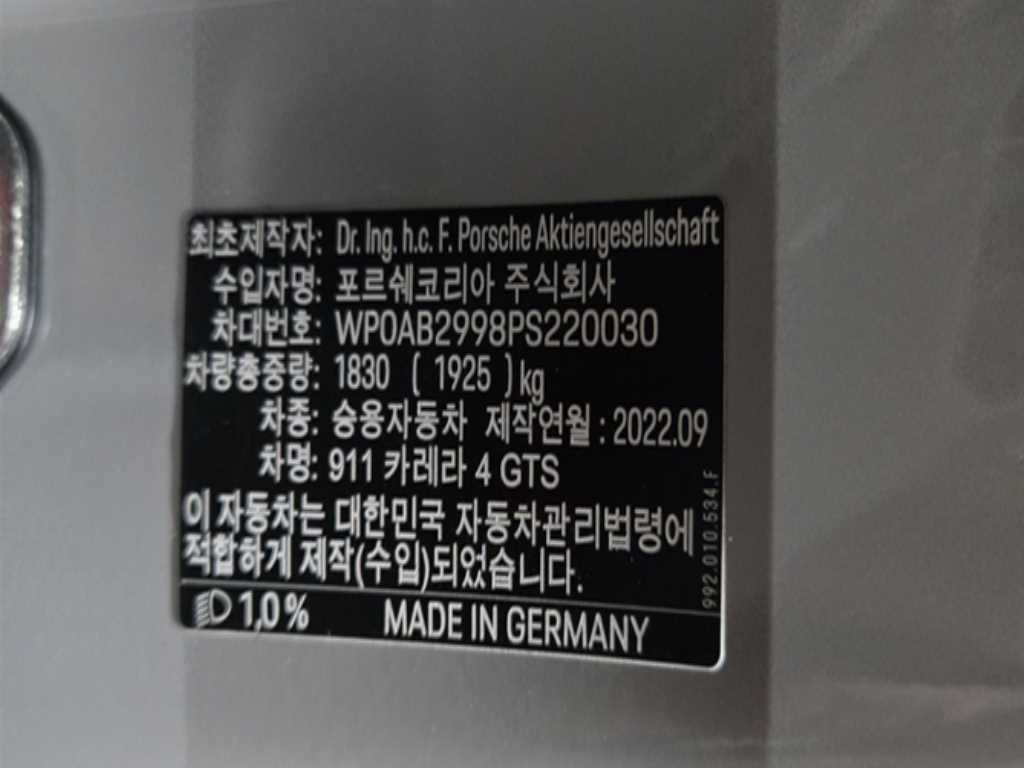 최초제작자: Dr. Ing. h.c. F. Porsche Aktiengesellschaft
수입자명: 포르쉐코리아 주식회사
차대번호: WP0AB2998PS220030
차량총중량: 1830 ( 1925 ) kg
차종: 승용자동차 제작연월 : 2022.09
차명: 911 카레라 4 GTS
이 자동차는 대한민국 자동차관리법령에
적합하게 제작(수입)되었습니다.
1,0% MADE IN GERMANY
992.010.534.F